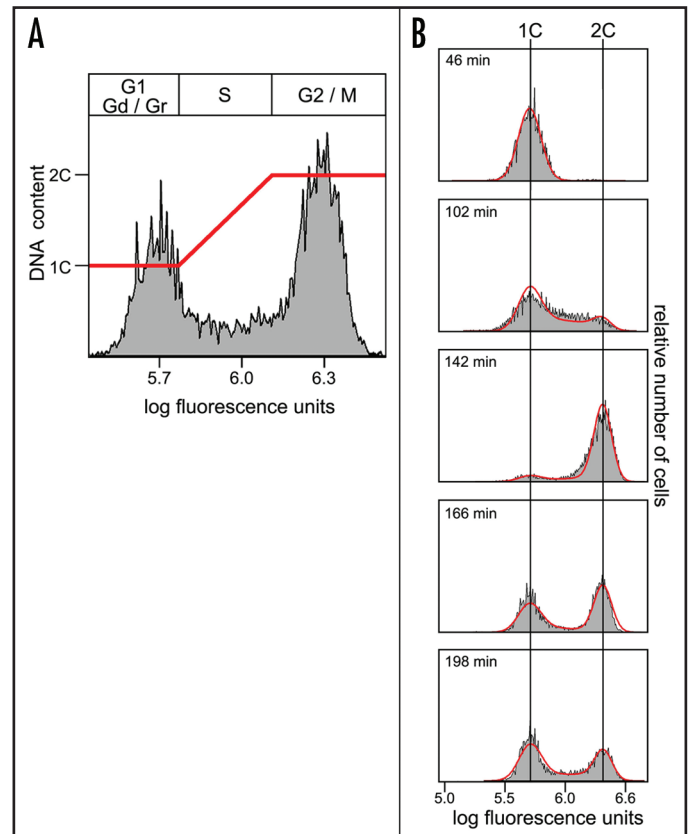 A
G1
Gd / Gr
S
G2 / M
2C
1C
DNA content
5.7 6.0 6.3
log fluorescence units
B
1C 2C
46 min
102 min
142 min
166 min
198 min
relative number of cells
5.0 5.5 6.0 6.6
log fluorescence units